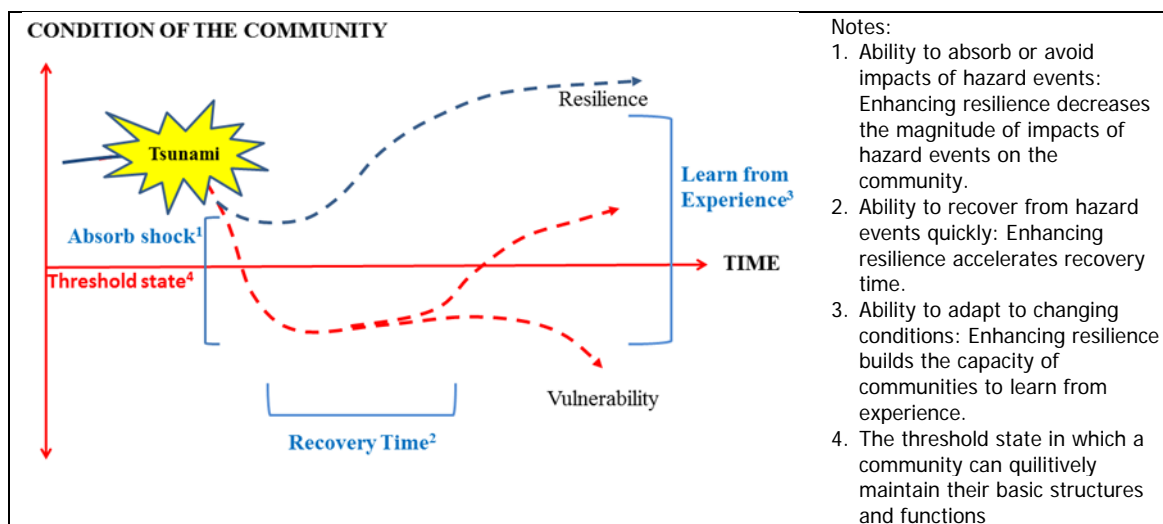 CONDITION OF THE COMMUNITY
Tsunami
Resilience
Learn from
Experience³
Absorb shock¹
TIME
Threshold state⁴
Vulnerability
Recovery Time²
Notes:
1. Ability to absorb or avoid
impacts of hazard events:
Enhancing resilience decreases
the magnitude of impacts of
hazard events on the
community.
2. Ability to recover from hazard
events quickly: Enhancing
resilience accelerates recovery
time.
3. Ability to adapt to changing
conditions: Enhancing resilience
builds the capacity of
communities to learn from
experience.
4. The threshold state in which a
community can quilitively
maintain their basic structures
and functions